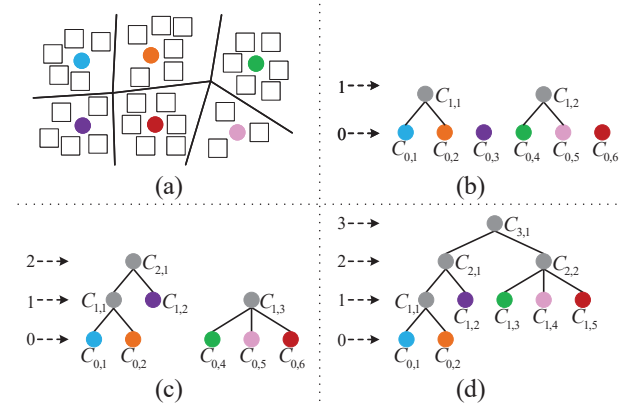 (a)
1
C1,1
C1,2
0
C0,1
C0,2
C0,3
C0,4
C0,5
C0,6
(b)
2
C2,1
1
C1,1
C1,2
C1,3
0
C0,1
C0,2
C0,4
C0,5
C0,6
(c)
3
C3,1
2
C2,1
C2,2
1
C1,1
C1,2
C1,3
C1,4
C1,5
0
C0,1
C0,2
(d)